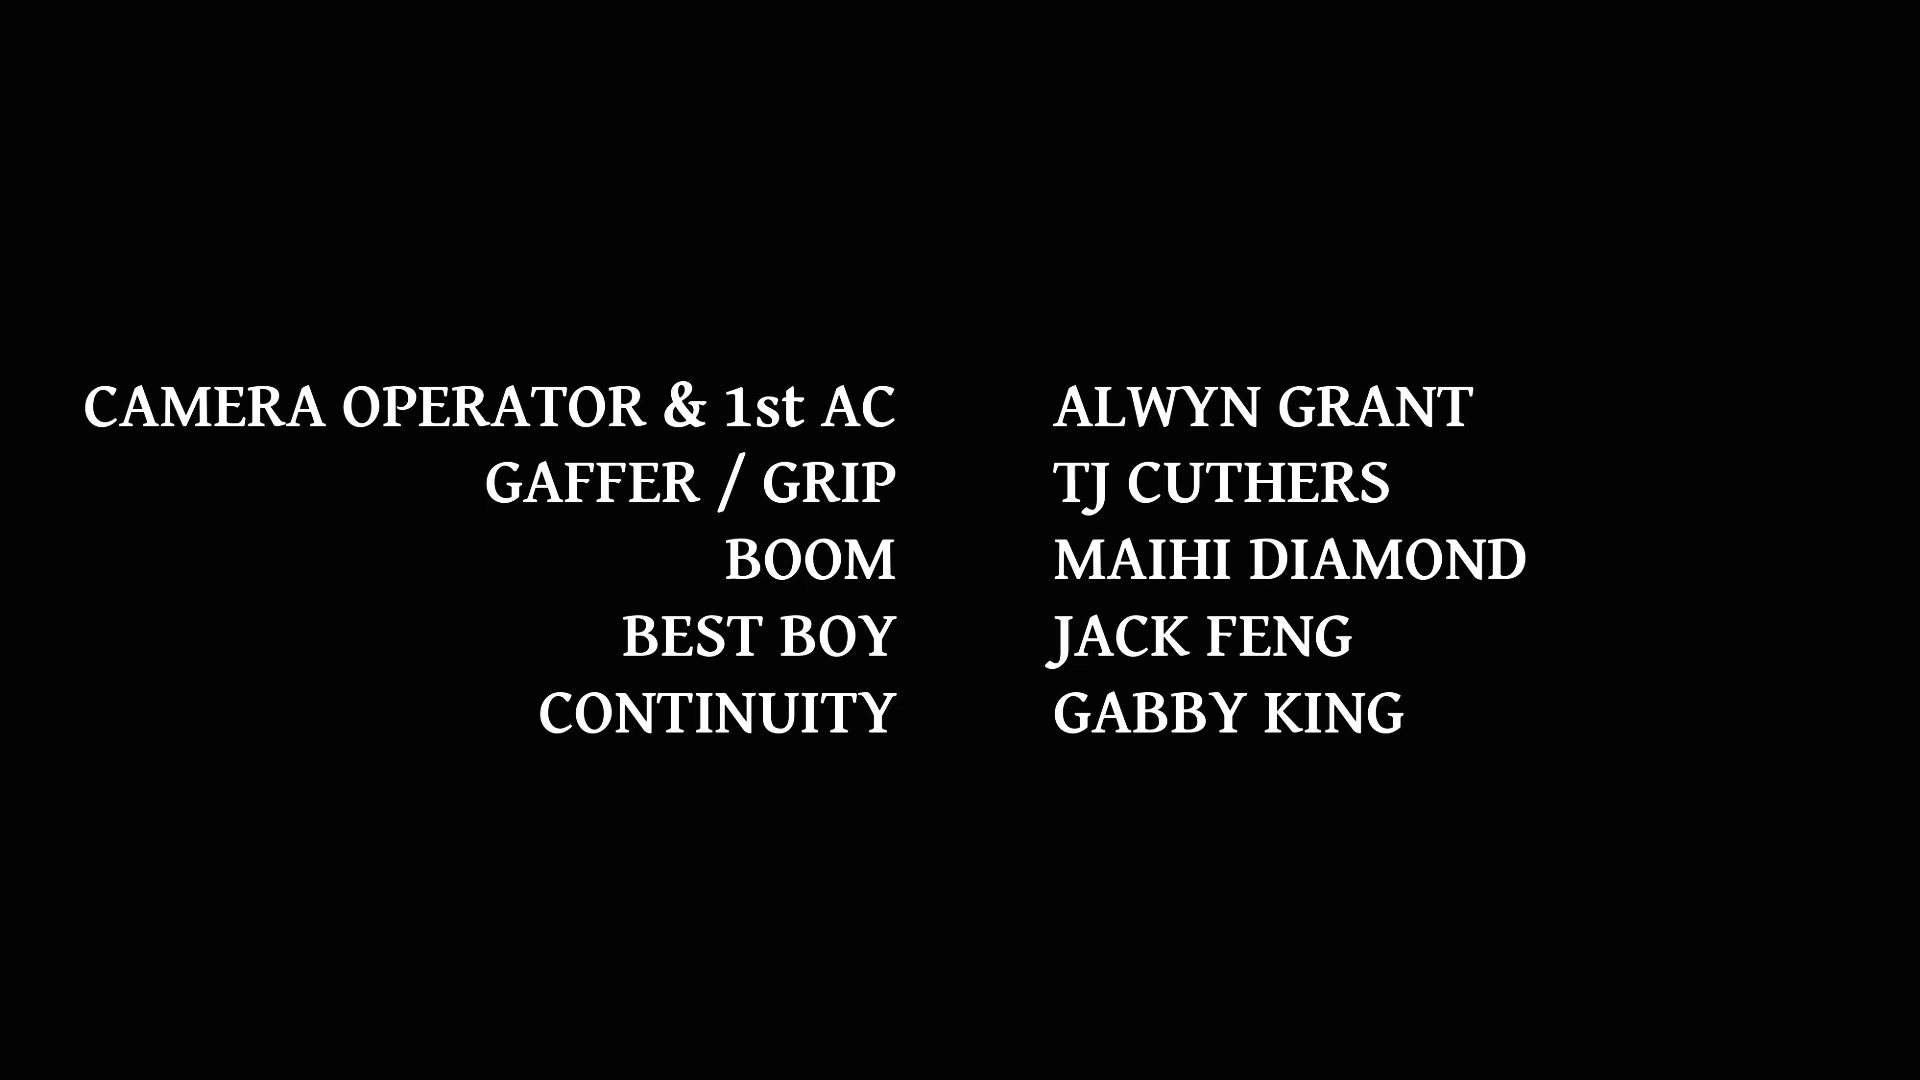 CAMERA OPERATOR & 1st AC ALWYN GRANT
GAFFER / GRIP TJ CUTHERS
BOOM MAIHI DIAMOND
BEST BOY JACK FENG
CONTINUITY GABBY KING